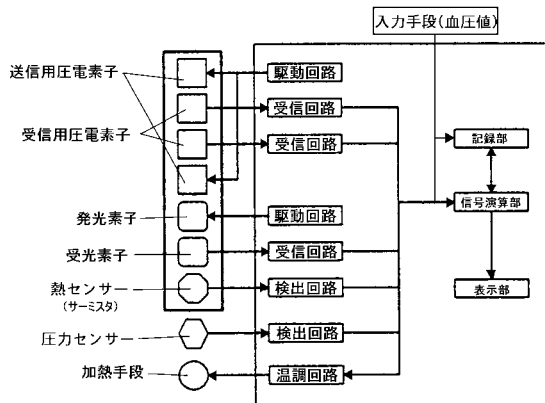 入力手段(血圧値)
送信用圧電素子
駆動回路
受信回路
受信用圧電素子
受信回路
記録部
信号演算部
発光素子
駆動回路
受光素子
受信回路
熱センサー
(サーミスタ)
検出回路
表示部
圧力センサー
検出回路
加熱手段
温調回路